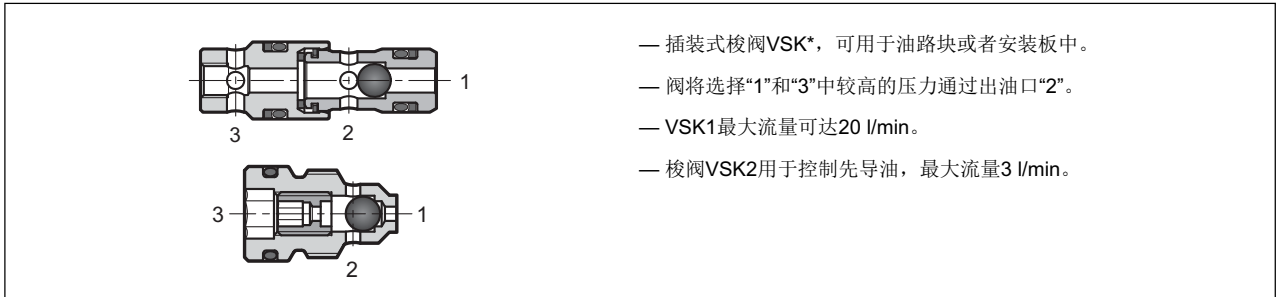 1
3
2
3
1
2
— 插装式梭阀VSK*，可用于油路块或者安装板中。
— 阀将选择“1”和“3”中较高的压力通过出油口“2”。
— VSK1最大流量可达20 l/min。
— 梭阀VSK2用于控制先导油，最大流量3 l/min。